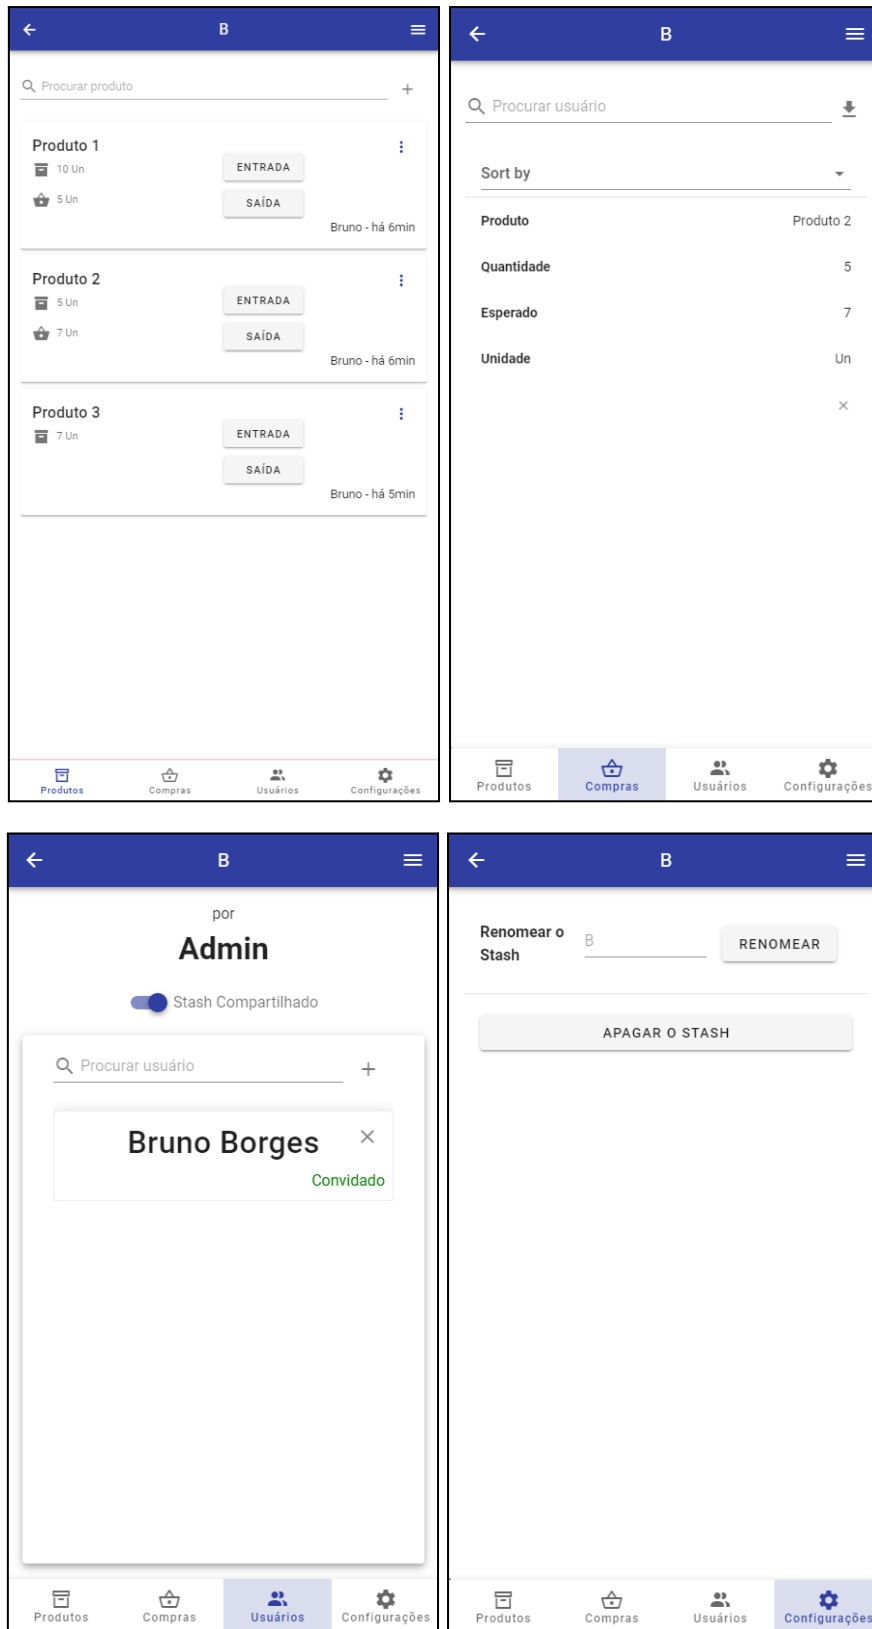 B
Procurar produto
Produto 1
10 Un
ENTRADA
5 Un
SAÍDA
Bruno - há 6min
Produto 2
5 Un
ENTRADA
7 Un
SAÍDA
Bruno - há 6min
Produto 3
7 Un
ENTRADA
SAÍDA
Bruno - há 5min
Produtos Compras Usuários Configurações
B
Procurar usuário
Sort by
Produto Produto 2
Quantidade 5
Esperado 7
Unidade Un
Produtos Compras Usuários Configurações
B
por
Admin
Stash Compartilhado
Procurar usuário
Bruno Borges
Convidado
Produtos Compras Usuários Configurações
B
Renomear o
Stash
B
RENOMEAR
APAGAR O STASH
Produtos Compras Usuários Configurações